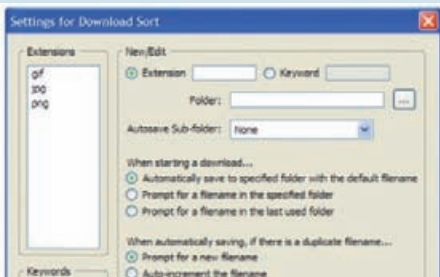 Settings for Download Sort
Extensions
gif
jpg
png
New/Edit
Extension
Keyword
Folder:
...
Autosave Sub-folder:
None
When starting a download...
Automatically save to specified folder with the default filename
Prompt for a filename in the specified folder
Prompt for a filename in the last used folder
When automatically saving, if there is a duplicate filename...
Prompt for a new filename
Auto-increment the filename
Keywords